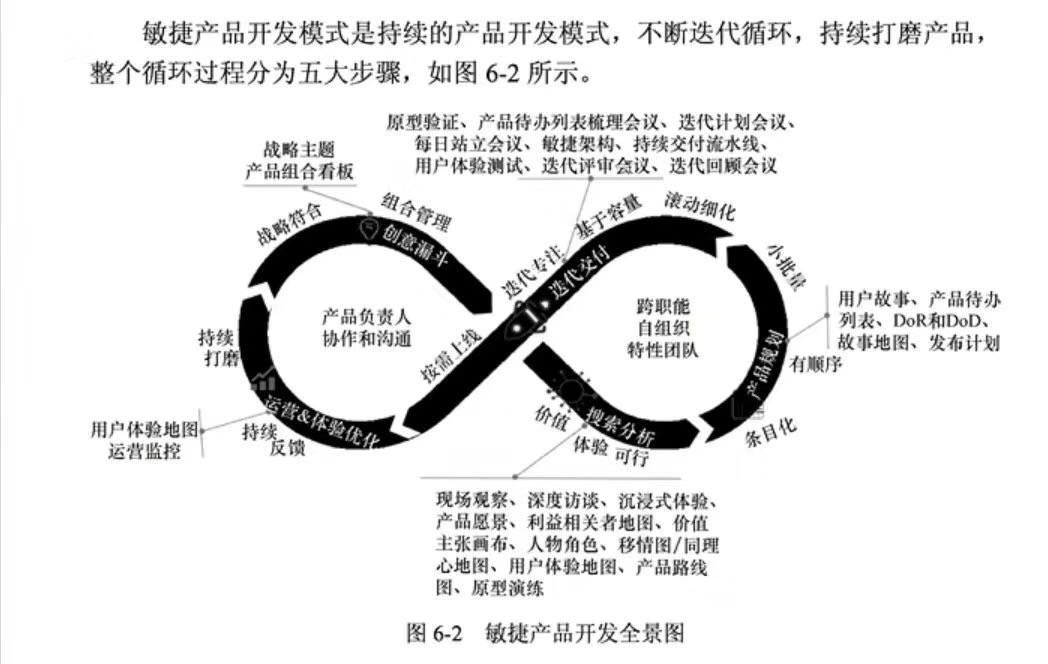 敏捷产品开发模式是持续的产品开发模式，不断迭代循环，持续打磨产品，
整个循环过程分为五大步骤，如图 6-2 所示。
原型验证、产品待办列表梳理会议、迭代计划会议、
每日站立会议、敏捷架构、持续交付流水线、
用户体验测试、迭代评审会议、迭代回顾会议
战略主题
产品组合看板
战略符合
组合管理
创意漏斗
迭代专注
基于容量
滚动细化
迭代交付
小批量
产品负责人
协作和沟通
跨职能
自组织
特性团队
用户故事、产品待办
列表、DoR和DoD、
故事地图、发布计划
持续
打磨
按需上线
产品规划
有顺序
运营&体验优化
用户体验地图
运营监控
持续
反馈
价值
搜索分析
体验
可行
条目化
现场观察、深度访谈、沉浸式体验、
产品愿景、利益相关者地图、价值
主张画布、人物角色、移情图/同理
心地图、用户体验地图、产品路线
图、原型演练
图 6-2 敏捷产品开发全景图